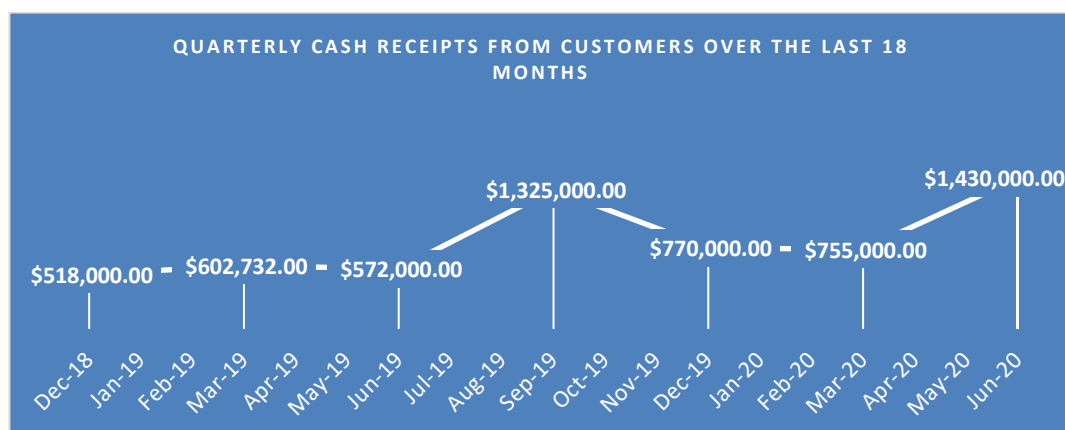 QUARTERLY CASH RECEIPTS FROM CUSTOMERS OVER THE LAST 18
MONTHS
$518,000.00
$602,732.00
$572,000.00
$1,325,000.00
$770,000.00
$755,000.00
$1,430,000.00
Dec-18
Jan-19
Feb-19
Mar-19
Apr-19
May-19
Jun-19
Jul-19
Aug-19
Sep-19
Oct-19
Nov-19
Dec-19
Jan-20
Feb-20
Mar-20
Apr-20
May-20
Jun-20